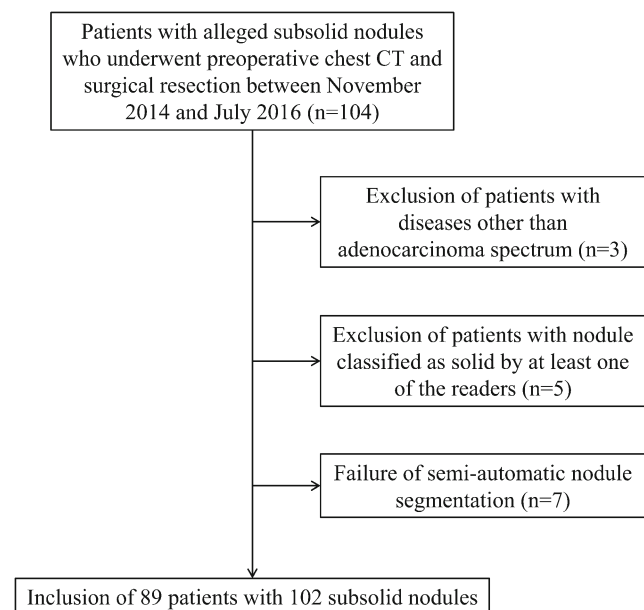 Patients with alleged subsolid nodules
who underwent preoperative chest CT and
surgical resection between November
2014 and July 2016 (n=104)
Exclusion of patients with
diseases other than
adenocarcinoma spectrum (n=3)
Exclusion of patients with nodule
classified as solid by at least one
of the readers (n=5)
Failure of semi-automatic nodule
segmentation (n=7)
Inclusion of 89 patients with 102 subsolid nodules